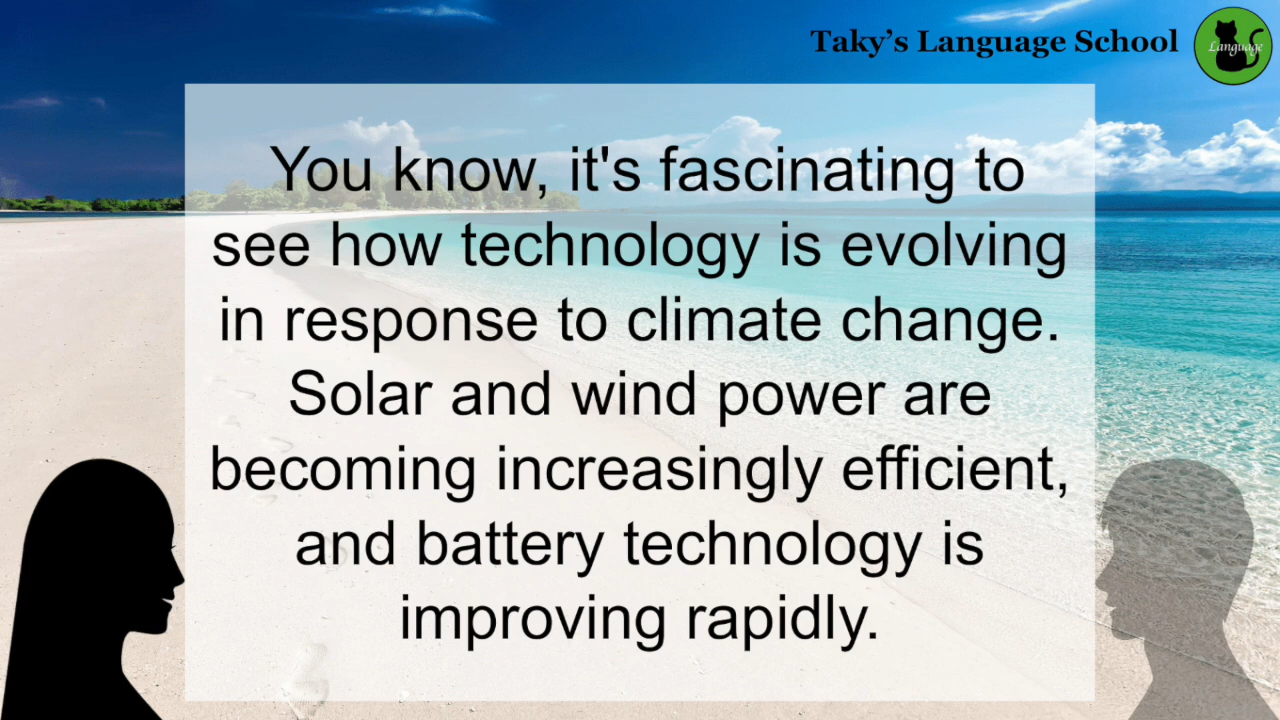 Taky's Language School
Language
You know, it's fascinating to
see how technology is evolving
in response to climate change.
Solar and wind power are
becoming increasingly efficient,
and battery technology is
improving rapidly.